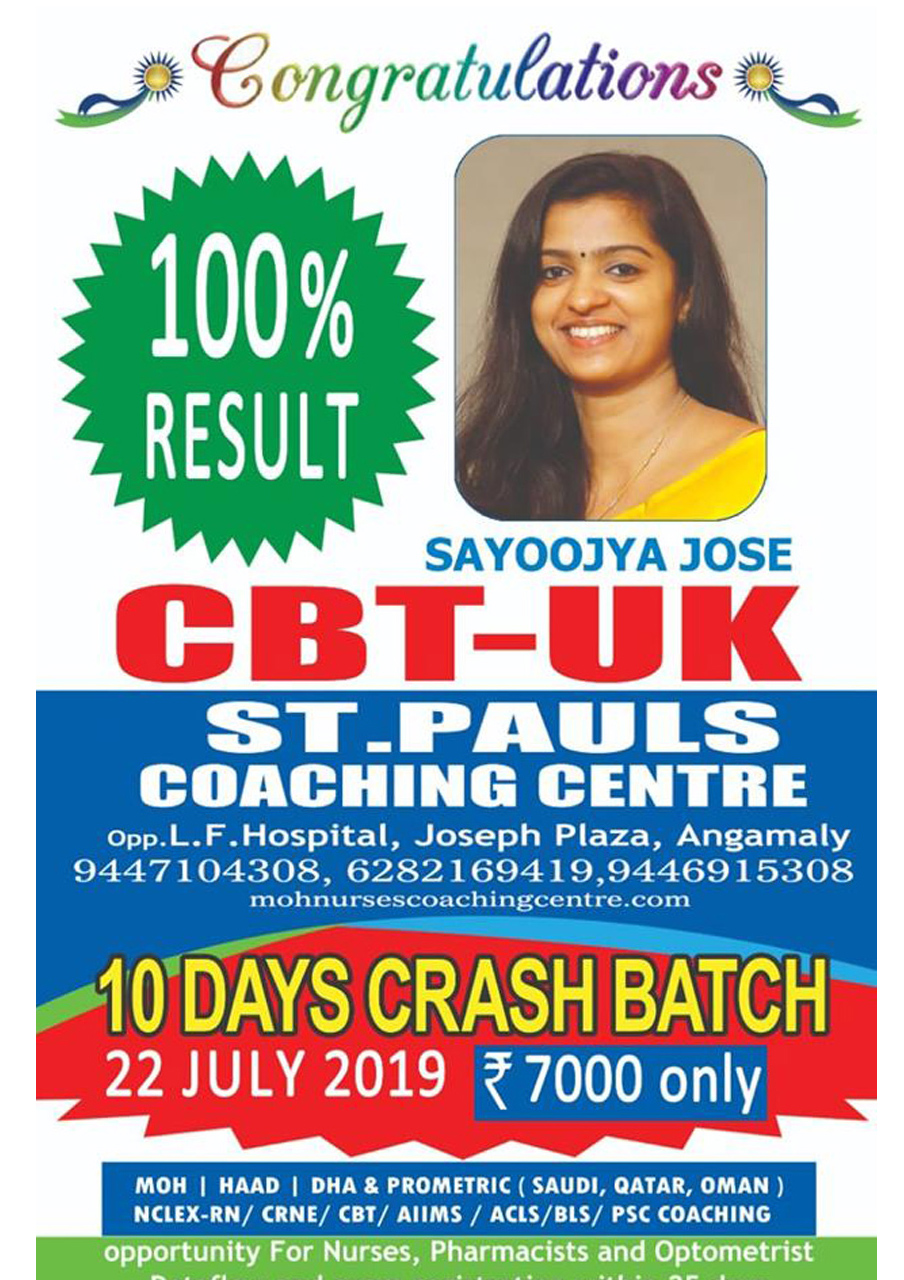 Congratulations
100%
RESULT
SAYOOJYA JOSE
CBT-UK
ST.PAULS
COACHING CENTRE
Opp.L.F.Hospital, Joseph Plaza, Angamaly
9447104308, 6282169419,9446915308
mohnursescoachingcentre.com
10 DAYS CRASH BATCH
22 JULY 2019 ₹ 7000 only
MOH | HAAD | DHA & PROMETRIC ( SAUDI, QATAR, OMAN )
NCLEX-RN/ CRNE/ CBT/ AIIMS / ACLS/BLS/ PSC COACHING
opportunity For Nurses, Pharmacists and Optometrist